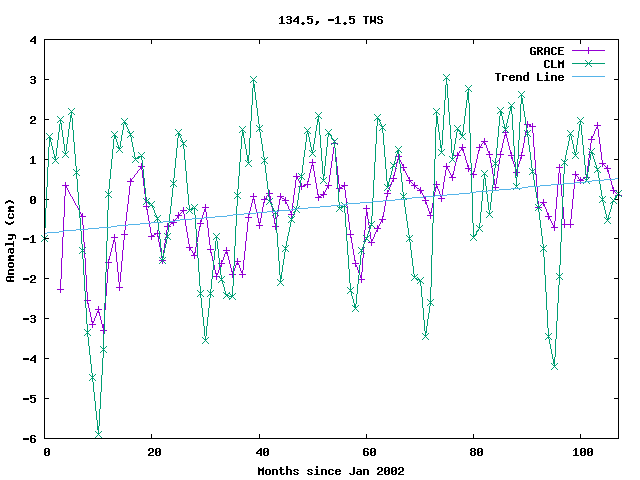 134.5, -1.5 TWS
GRACE
CLM
Trend Line
4
3
2
1
0
-1
-2
-3
-4
-5
-6
Anomaly (cm)
0 20 40 60 80 100
Months since Jan 2002